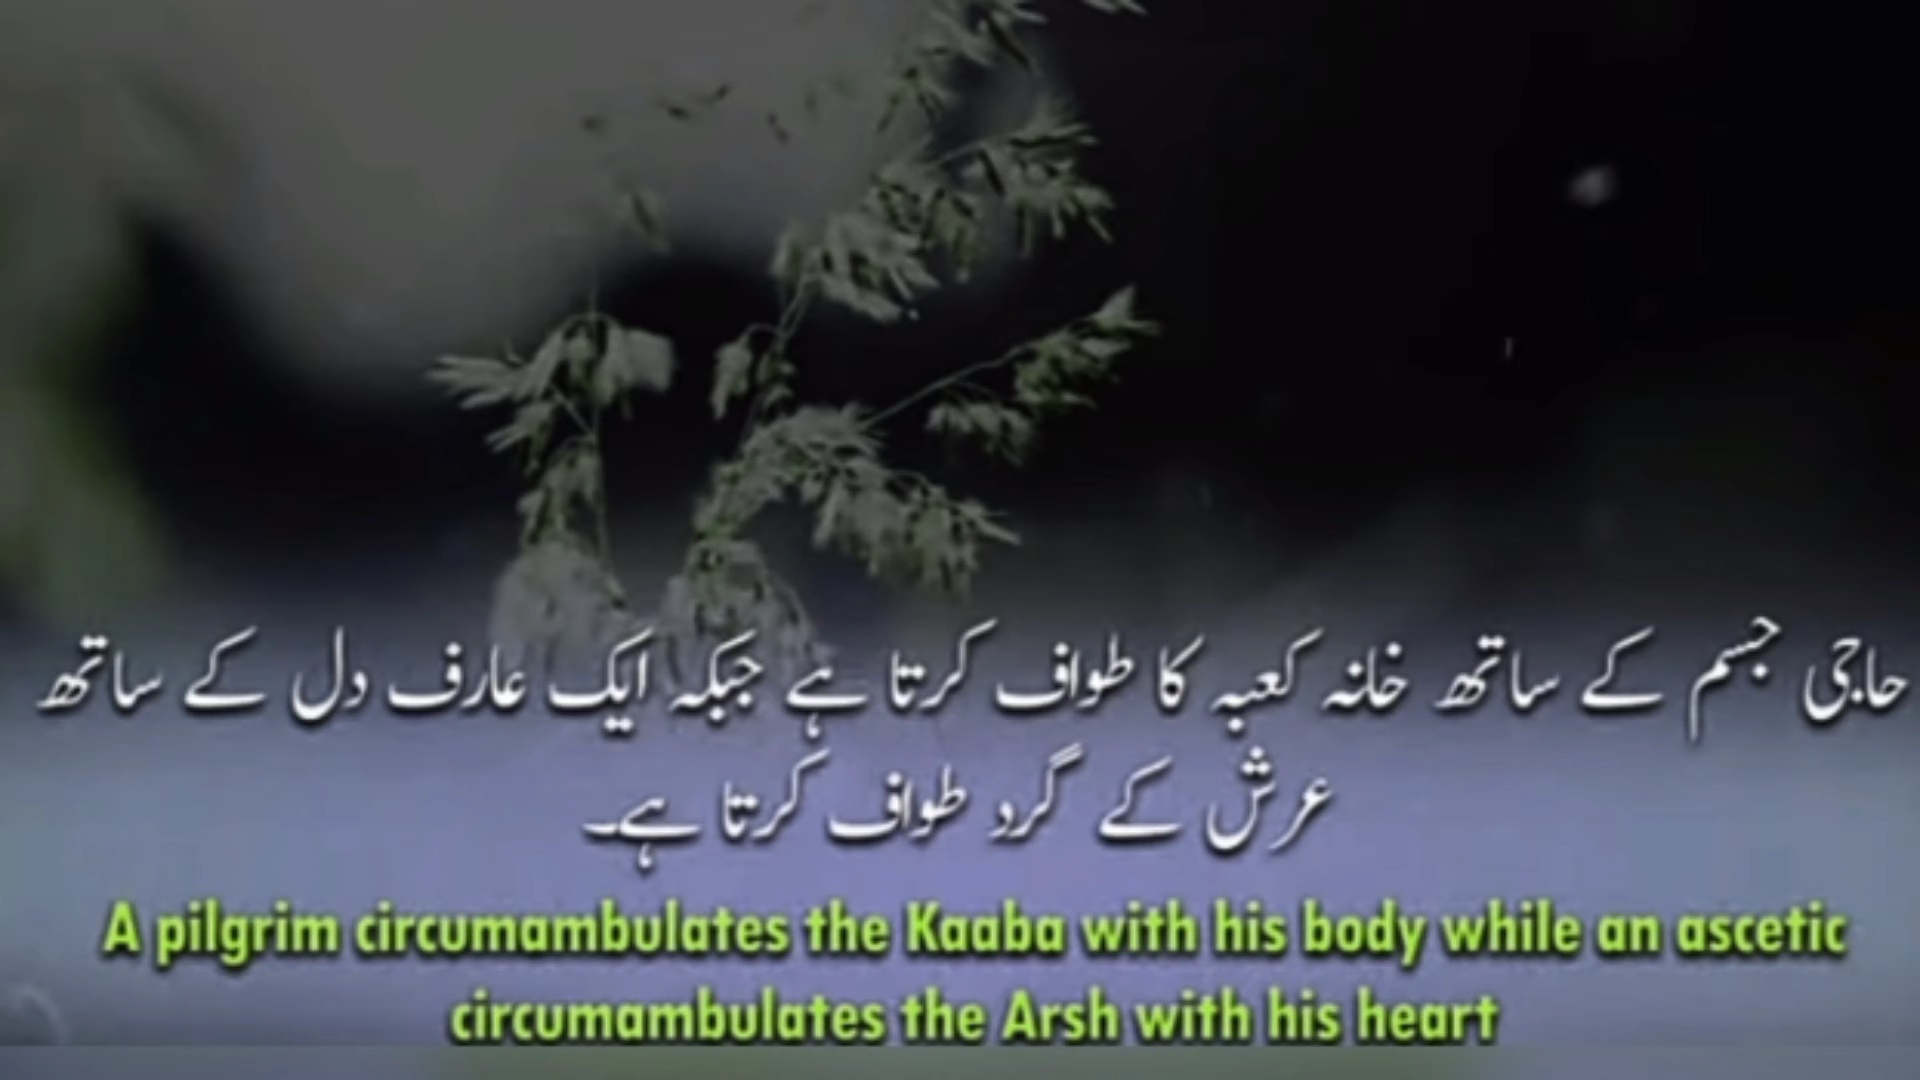 حاجی جسم کے ساتھ خانہ کعبہ کا طواف کرتا ہے جبکہ ایک عارف دل کے ساتھ
عرش کے گرد طواف کرتا ہے۔
A pilgrim circumambulates the Kaaba with his body while an ascetic
circumambulates the Arsh with his heart